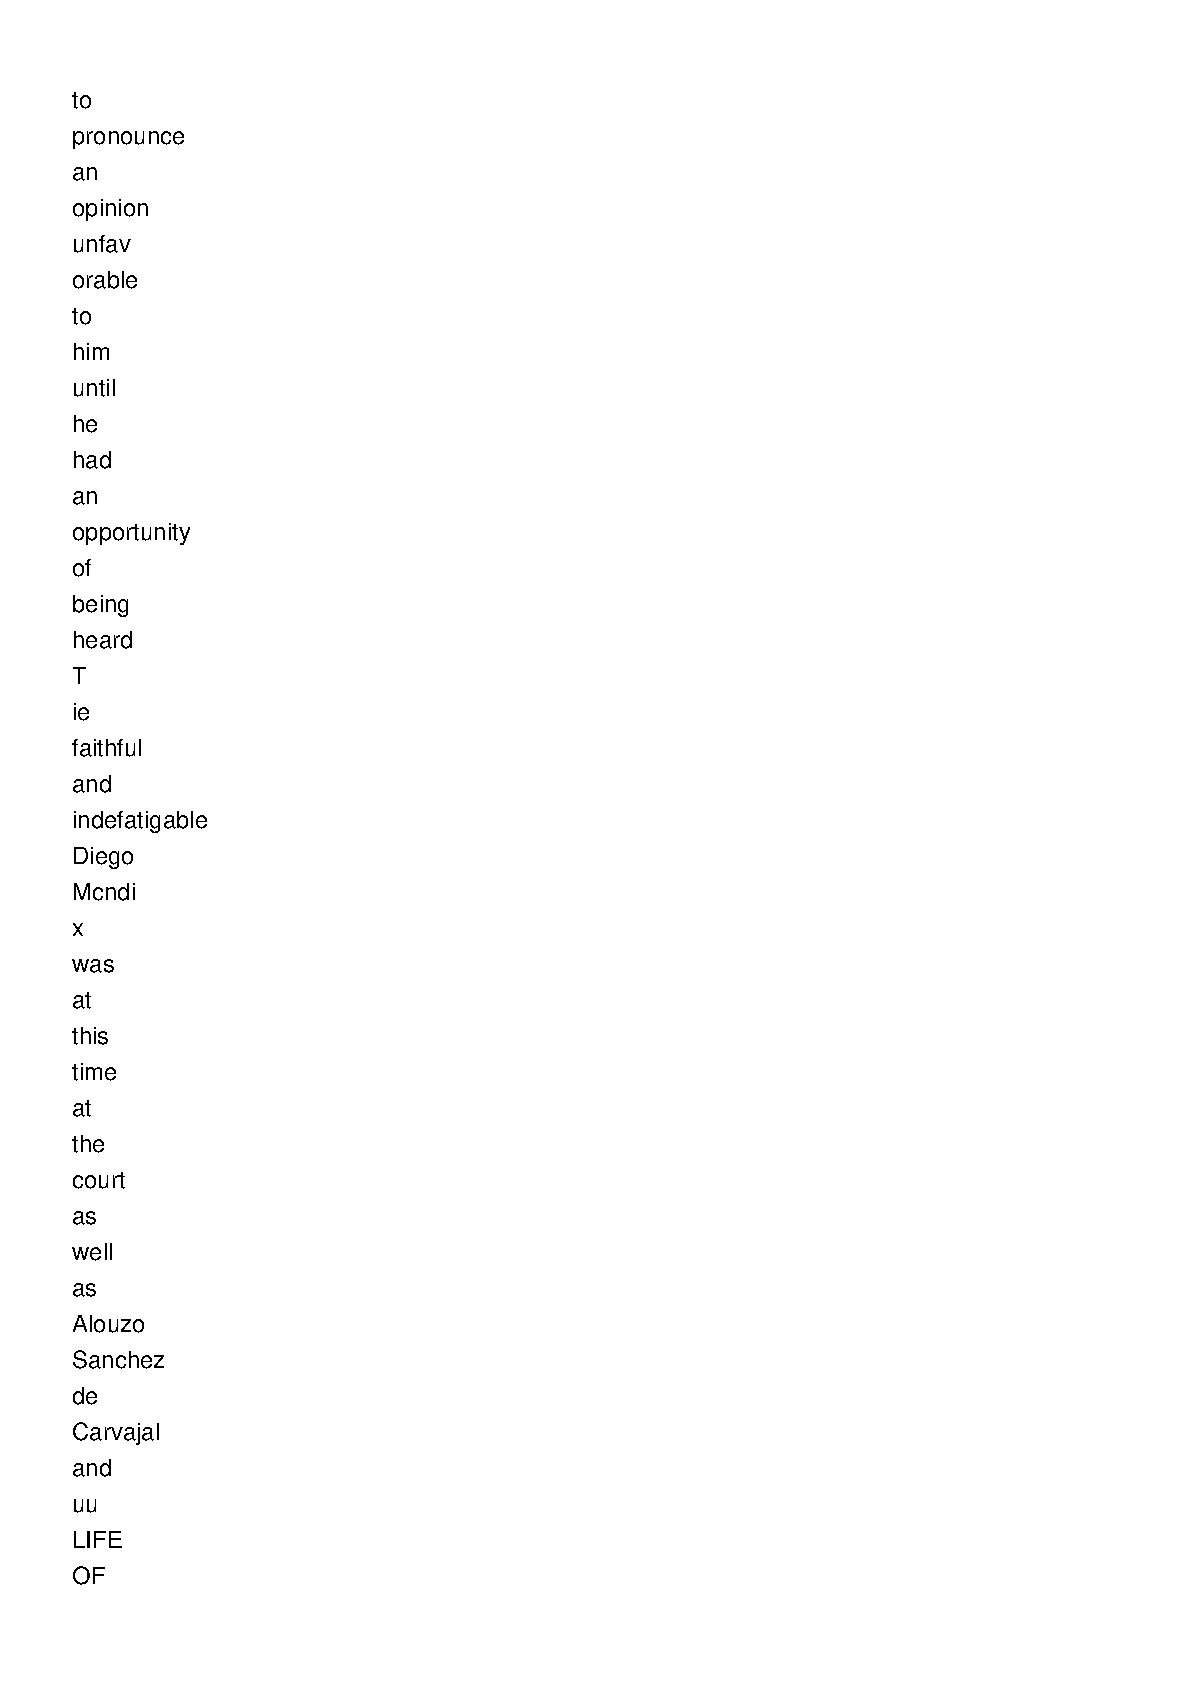 to
pronounce
an
opinion
unfav
orable
to
him
until
he
had
an
opportunity
of
being
heard
T
ie
faithful
and
indefatigable
Diego
Mcndi
x
was
at
this
time
at
the
court
as
well
as
Alouzo
Sanchez
de
Carvajal
and
uu
LIFE
OF